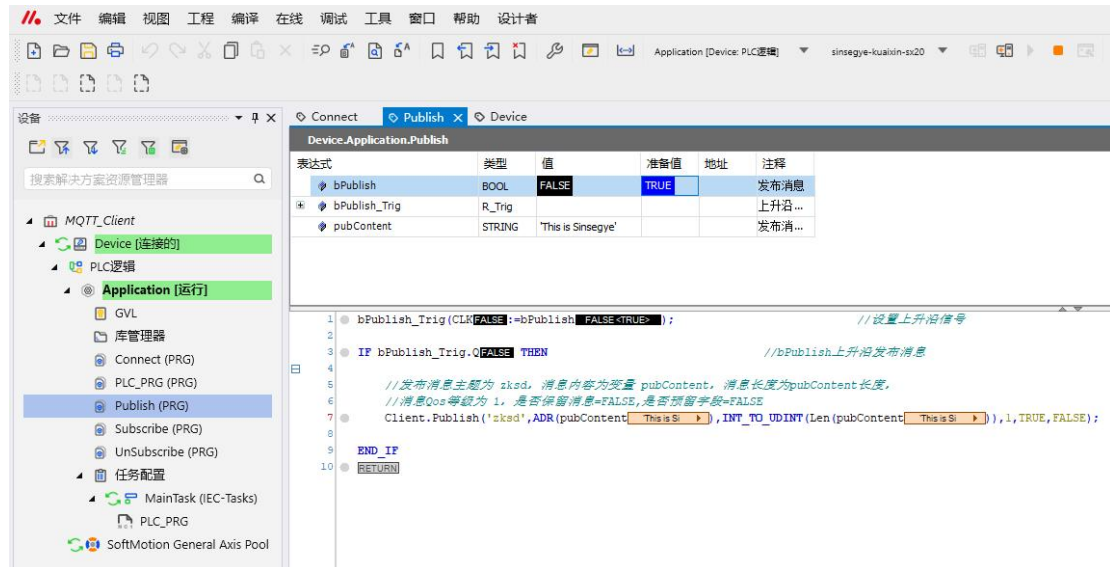 文件 编辑 视图 工程 编译 在线 调试 工具 窗口 帮助 设计者
Application [Device: PLC逻辑] sinsegye-kuaixin-sx20
设备
搜索解决方案资源管理器
MQTT_Client
Device [连接的]
PLC逻辑
Application [运行]
GVL
库管理器
Connect (PRG)
PLC_PRG (PRG)
Publish (PRG)
Subscribe (PRG)
UnSubscribe (PRG)
任务配置
MainTask (IEC-Tasks)
PLC_PRG
SoftMotion General Axis Pool
Connect Publish Device
Device.Application.Publish
表达式 类型 值 准备值 地址 注释
bPublish BOOL FALSE TRUE 发布消息
bPublish_Trig R_Trig 上升沿...
pubContent STRING 'This is Sinsegye' 发布消...
1 bPublish_Trig(CLK FALSE :=bPublish FALSE<TRUE> ); //设置上升沿信号
2
3 IF bPublish_Trig.Q FALSE THEN //bPublish上升沿发布消息
4
5 //发布消息主题为 zksd, 消息内容为变量 pubContent, 消息长度为pubContent长度,
6 //消息Qos等级为 1, 是否保留消息=FALSE,是否预留字段=FALSE
7 Client.Publish('zksd',ADR(pubContent This is Si ),INT_TO_UDINT(Len(pubContent This is Si )),1,TRUE,FALSE);
8
9 END_IF
10 RETURN